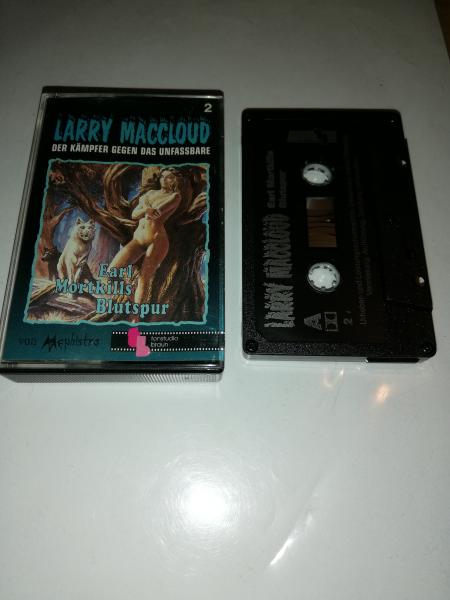 2
LARRY MACCLOUD
DER KÄMPFER GEGEN DAS UNFASSBARE
Earl
Mortkills'
Blutspur
von Mephisto
tonstudio
braun
LARRY MACCLOUD
Earl Mortkills
Blutspur
A
2